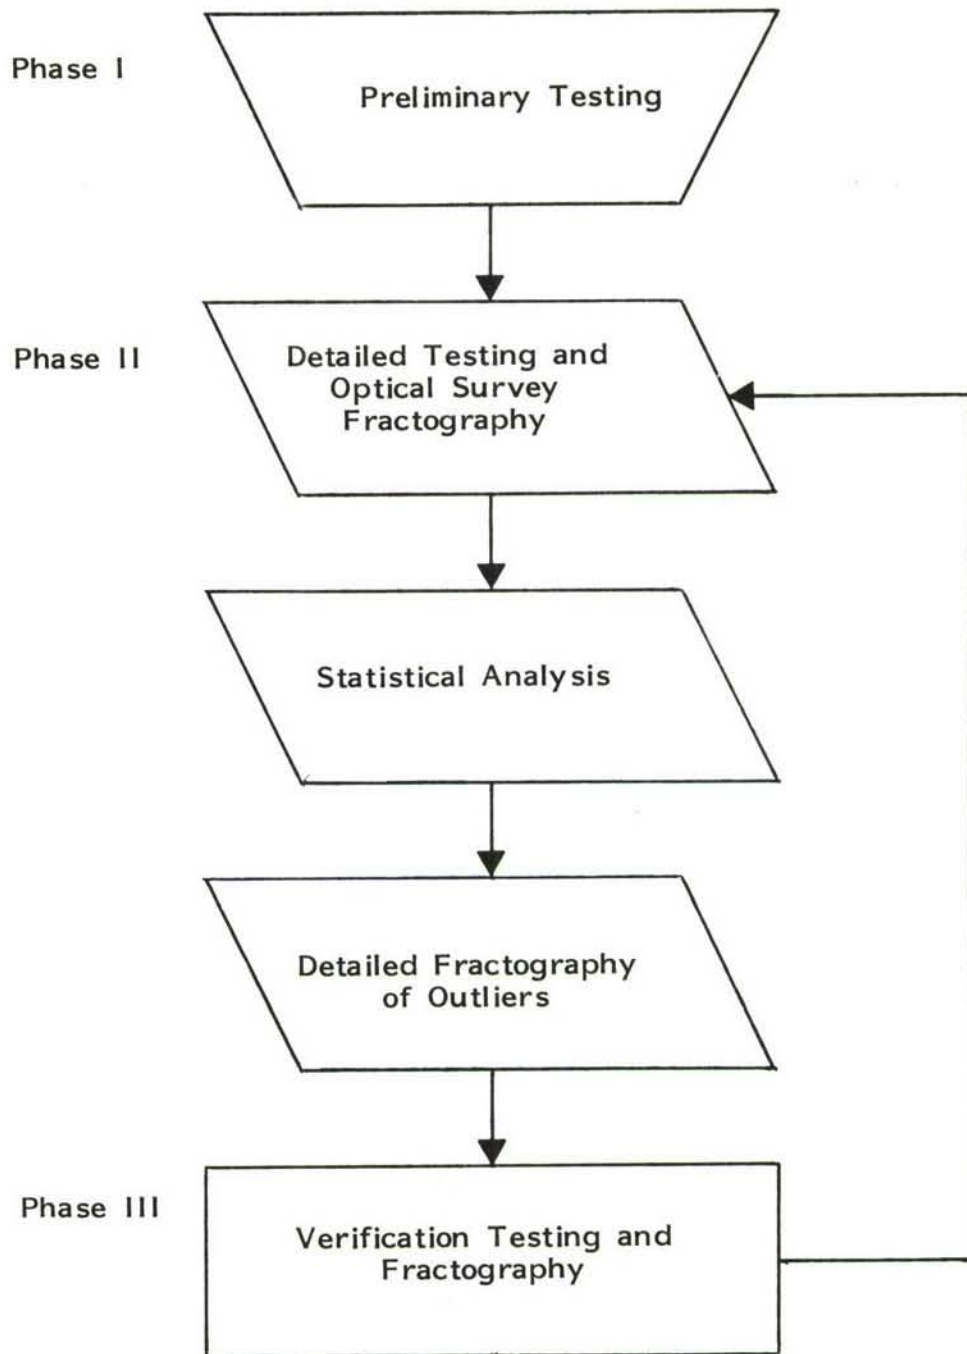 Phase I
Preliminary Testing
Phase II
Detailed Testing and
Optical Survey
Fractography
Statistical Analysis
Detailed Fractography
of Outliers
Phase III
Verification Testing and
Fractography